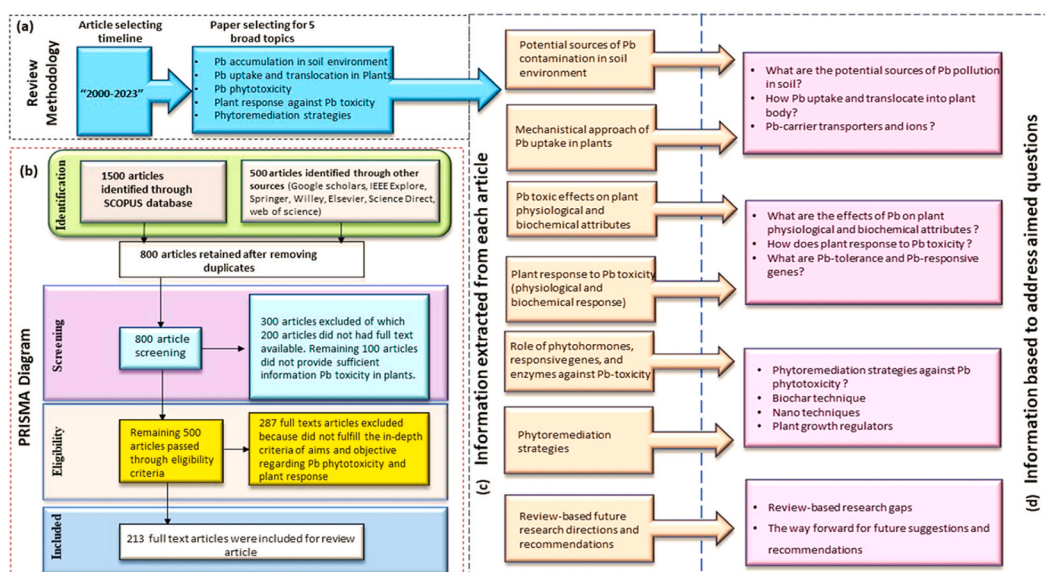 (a)
Review
Methodology
Article selecting
timeline
"2000-2023"
Paper selecting for 5
broad topics
• Pb accumulation in soil environment
• Pb uptake and translocation in Plants
• Pb phytotoxicity
• Plant response against Pb toxicity
• Phytoremediation strategies
(b)
PRISMA Diagram
Identification
1500 articles
identified through
SCOPUS database
500 articles identified through other
sources (Google scholars, IEEE Explore,
Springer, Willey, Elsevier, Science Direct,
web of science)
800 articles retained after removing
duplicates
Screening
800 article
screening
300 articles excluded of which
200 articles did not had full text
available. Remaining 100 articles
did not provide sufficient
information Pb toxicity in plants.
Eligibility
Remaining 500
articles passed
through eligibility
criteria
287 full texts articles excluded
because did not fulfill the in-depth
criteria of aims and objective
regarding Pb phytotoxicity and
plant response
Included
213 full text articles were included for review
article
(c)
Information extracted from each article
Potential sources of Pb
contamination in soil
environment
Mechanistical approach of
Pb uptake in plants
Pb toxic effects on plant
physiological and
biochemical attributes
Plant response to Pb toxicity
(physiological and
biochemical response)
Role of phytohormones,
responsive genes, and
enzymes against Pb-toxicity
Phytoremediation
strategies
Review-based future
research directions and
recommendations
• What are the potential sources of Pb pollution
in soil?
• How Pb uptake and translocate into plant
body?
• Pb-carrier transporters and ions ?
• What are the effects of Pb on plant
physiological and biochemical attributes ?
• How does plant response to Pb toxicity ?
• What are Pb-tolerance and Pb-responsive
genes?
• Phytoremediation strategies against Pb
phytotoxicity ?
• Biochar technique
• Nano techniques
• Plant growth regulators
• Review-based research gaps
• The way forward for future suggestions and
recommendations
(d)
Information based to address aimed questions